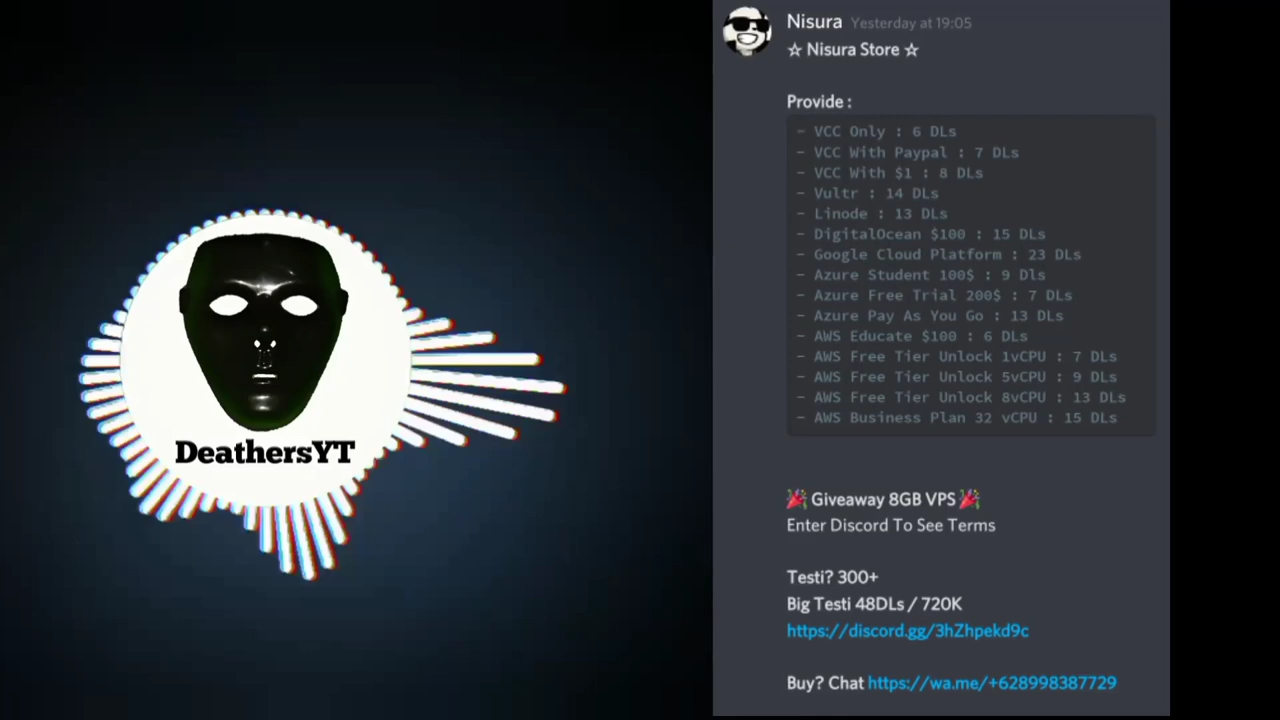 DeathersYT
Nisura Yesterday at 19:05
☆ Nisura Store ☆
Provide :
- VCC Only : 6 DLs
- VCC With Paypal : 7 DLs
- VCC With $1 : 8 DLs
- Vultr : 14 DLs
- Linode : 13 DLs
- DigitalOcean $100 : 15 DLs
- Google Cloud Platform : 23 DLs
- Azure Student 100$ : 9 Dls
- Azure Free Trial 200$ : 7 DLs
- Azure Pay As You Go : 13 DLs
- AWS Educate $100 : 6 DLs
- AWS Free Tier Unlock 1vCPU : 7 DLs
- AWS Free Tier Unlock 5vCPU : 9 DLs
- AWS Free Tier Unlock 8vCPU : 13 DLs
- AWS Business Plan 32 vCPU : 15 DLs
🎉 Giveaway 8GB VPS 🎉
Enter Discord To See Terms
Testi? 300+
Big Testi 48DLs / 720K
https://discord.gg/3hZhpekd9c
Buy? Chat https://wa.me/+628998387729